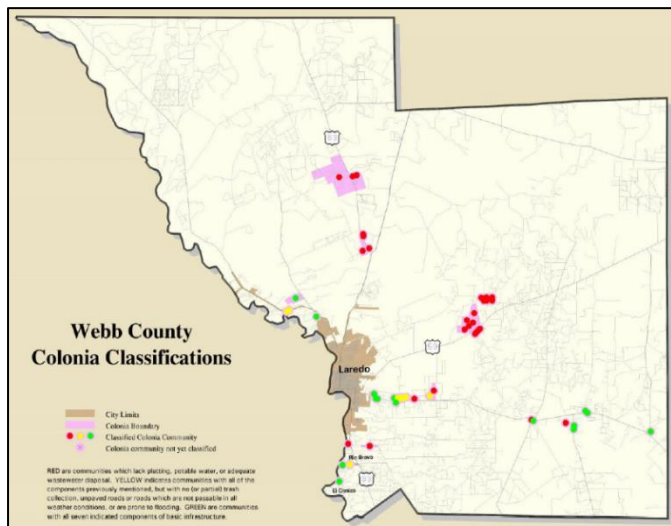 Webb County
Colonia Classifications
Laredo
City Limits
Colonia Boundary
Classified Colonia Community
Colonia community not yet classified
Rio Bravo
El Cenizo
RED are communities which lack platting, potable water, or adequate
wastewater disposal. YELLOW indicates communities with all of the
components previously mentioned, but with no (or partial) trash
collection, unpaved roads or roads which are not passable in all
weather conditions, or are prone to flooding. GREEN are communities
with all seven indicated components of basic infrastructure.